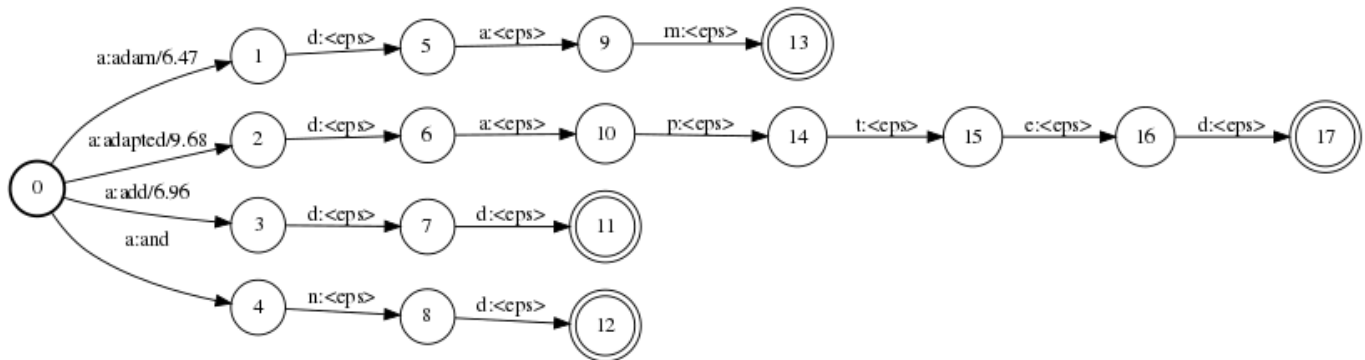 a:adam/6.47 1 d:<eps> 5 a:<eps> 9 m:<eps> 13
a:adapted/9.68 2 d:<eps> 6 a:<eps> 10 p:<eps> 14 t:<eps> 15 e:<eps> 16 d:<eps> 17
0
a:add/6.96 3 d:<eps> 7 d:<eps> 11
a:and
4 n:<eps> 8 d:<eps> 12